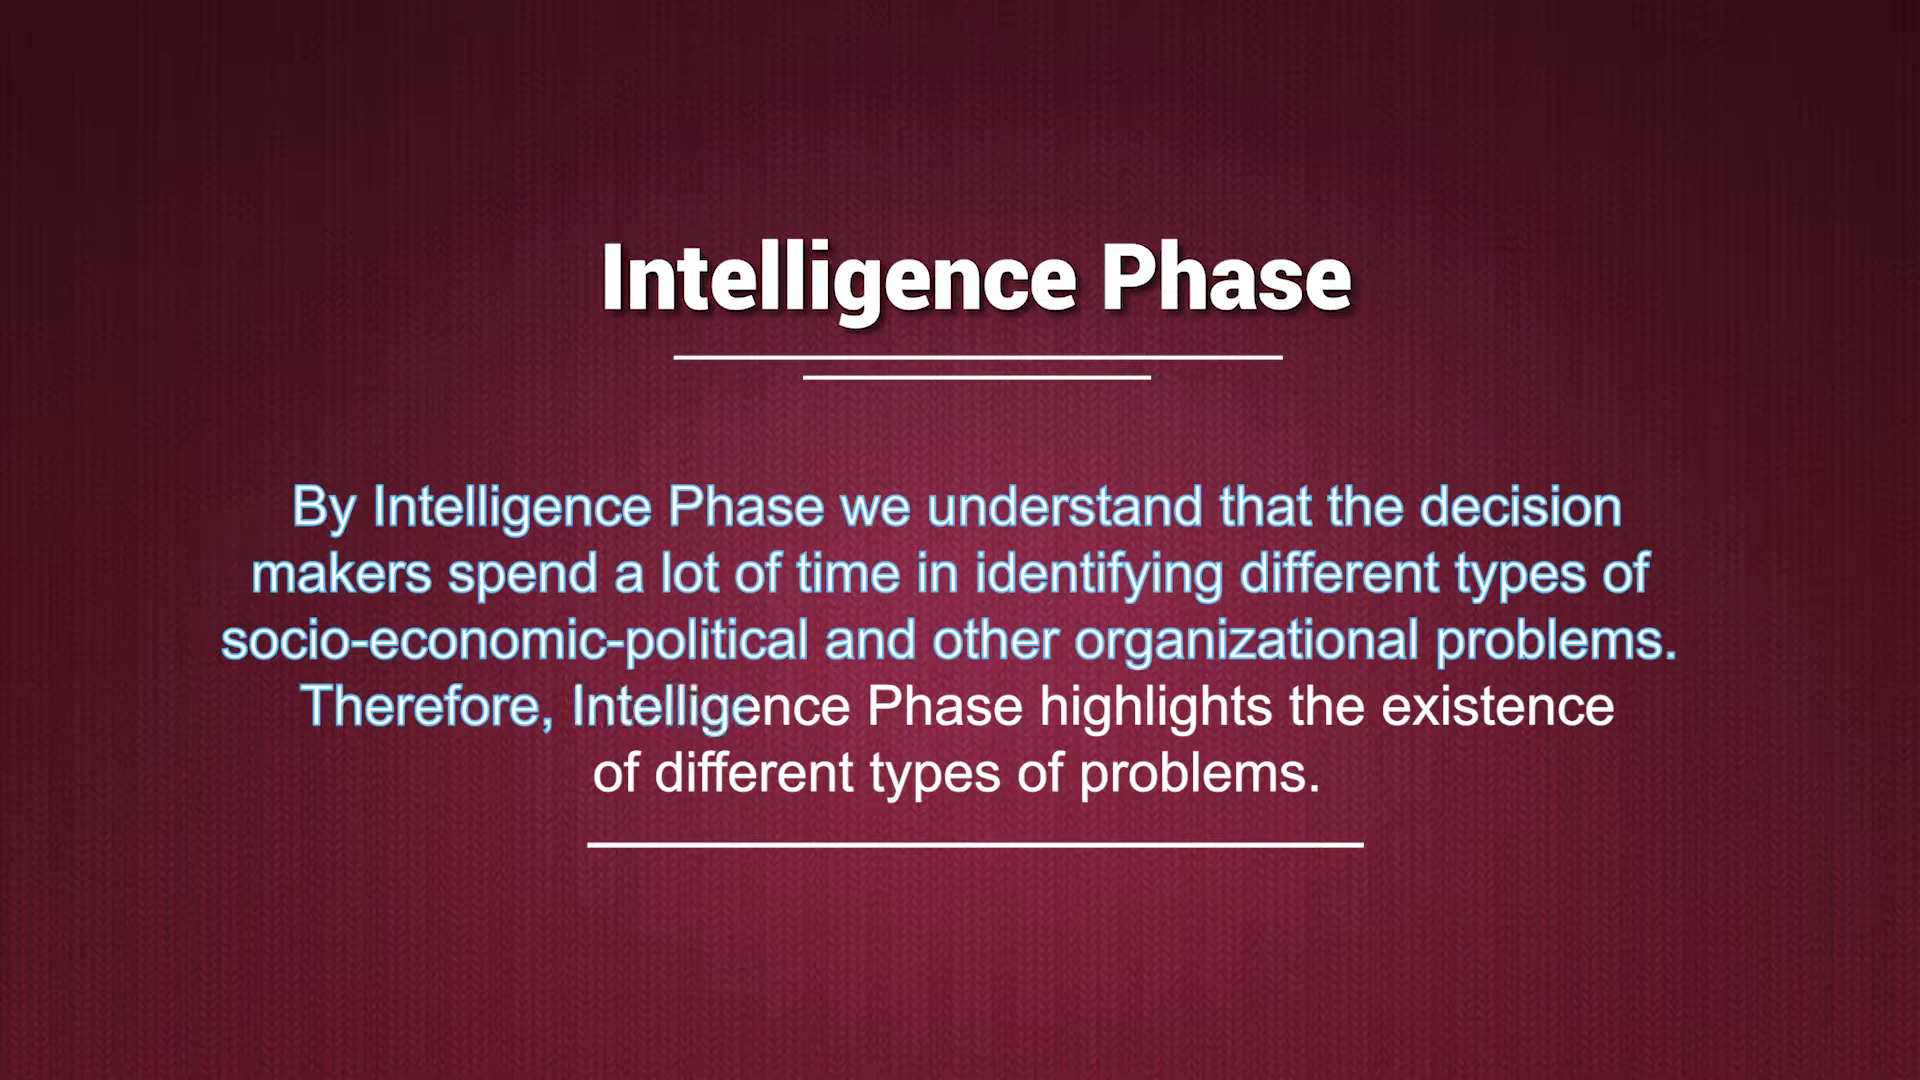 Intelligence Phase
By Intelligence Phase we understand that the decision
makers spend a lot of time in identifying different types of
socio-economic-political and other organizational problems.
Therefore, Intelligence Phase highlights the existence
of different types of problems.